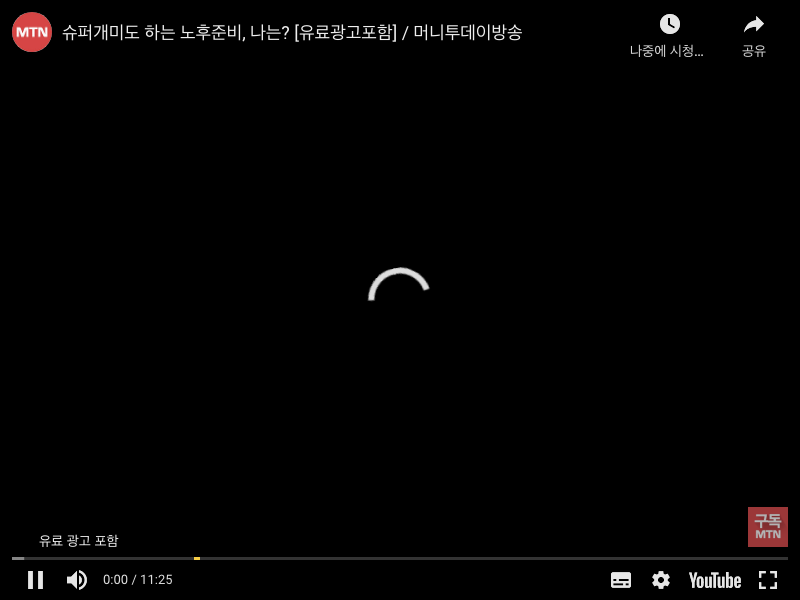 MTN
슈퍼개미도 하는 노후준비, 나는? [유료광고포함] / 머니투데이방송
나중에 시청...
공유
구독
MTN
유료 광고 포함
0:00 / 11:25
YouTube